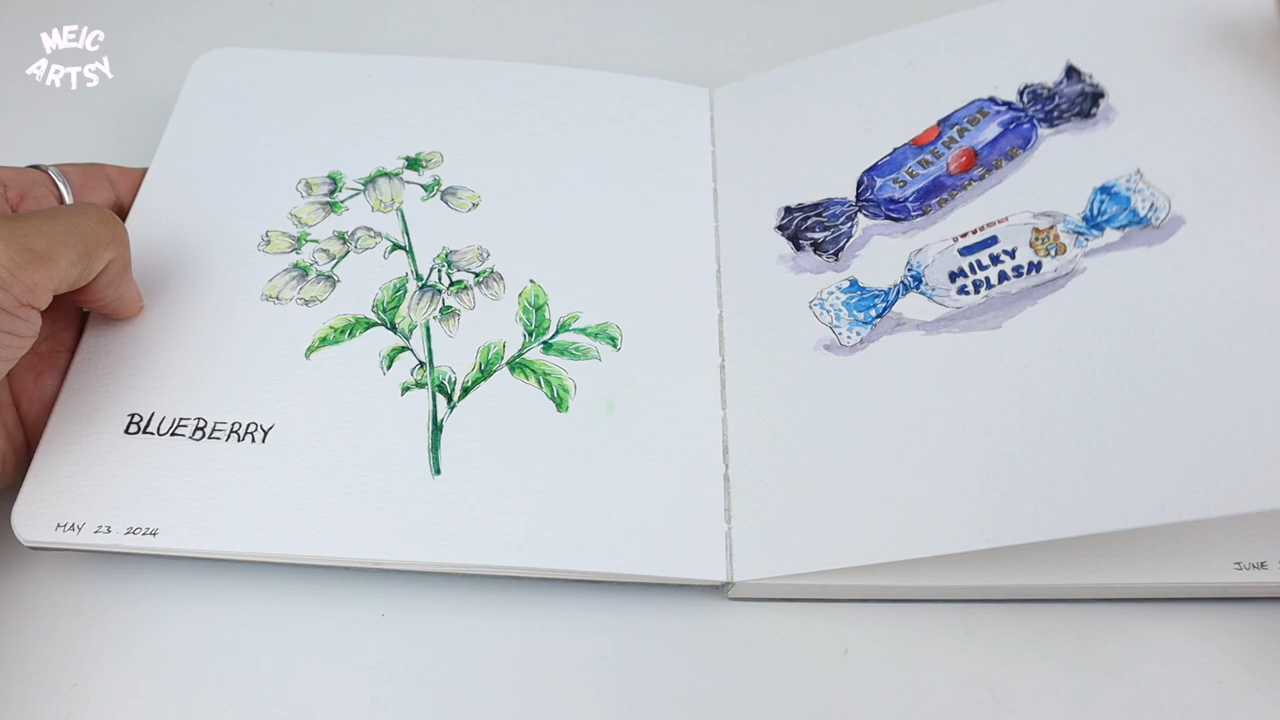 MEIC
ARTSY
BLUEBERRY
MAY 23. 2024
SERENADE
MILKY
SPLASH
JUNE